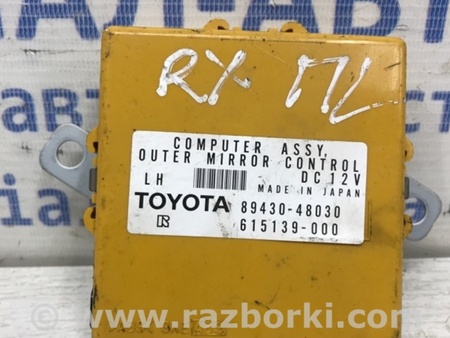 RX ПL
COMPUTER ASSY,
OUTER MIRROR CONTROL
LH DC12V
MADE IN JAPAN
TOYOTA 89430-48030
615139-000
www.razborki.com